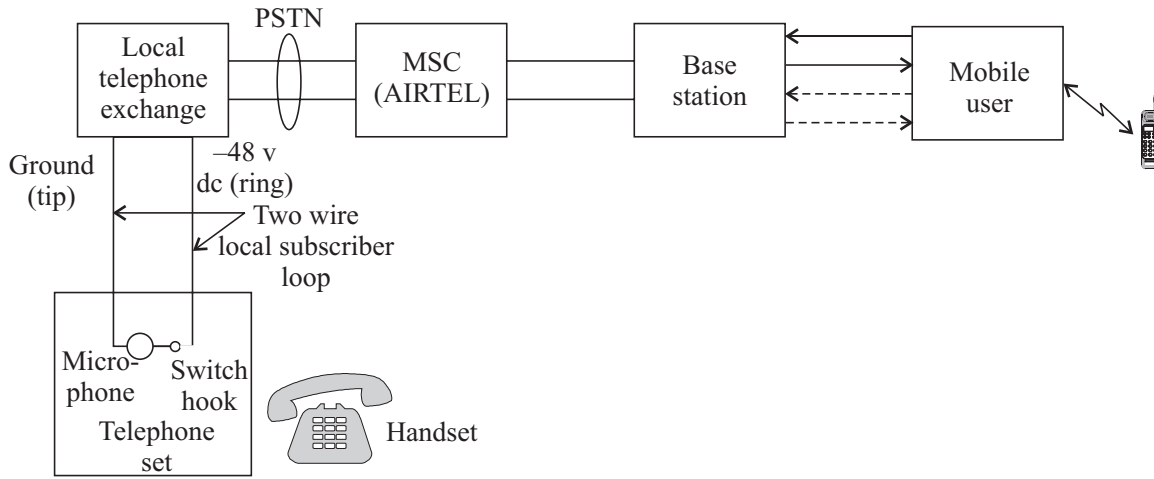 PSTN
Local
telephone
exchange
MSC
(AIRTEL)
Base
station
Mobile
user
Ground
(tip)
–48 v
dc (ring)
Two wire
local subscriber
loop
Micro-
phone
Switch
hook
Telephone
set
Handset